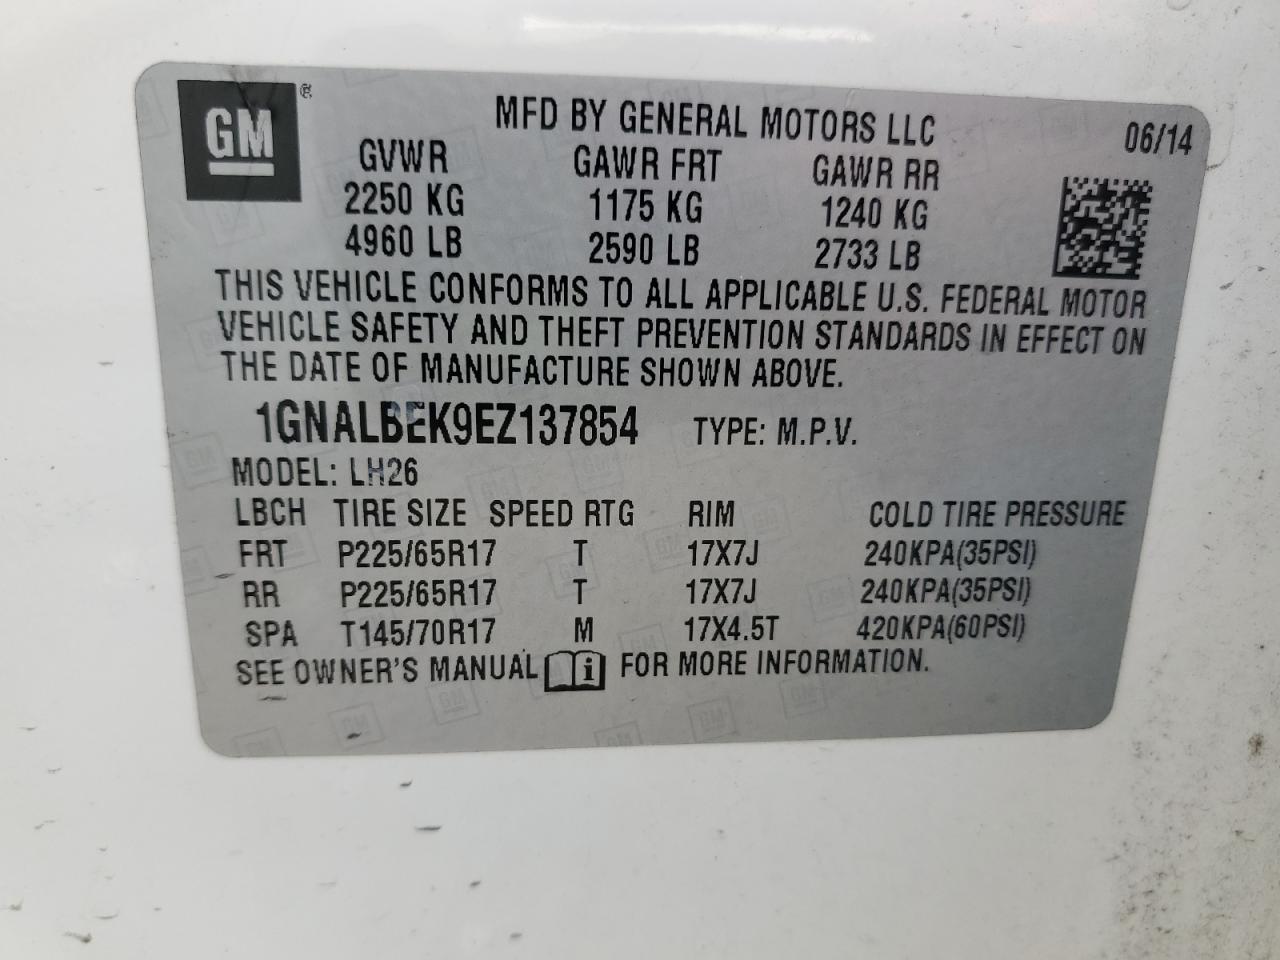 GM ®
MFD BY GENERAL MOTORS LLC 06/14
GVWR GAWR FRT GAWR RR
2250 KG 1175 KG 1240 KG
4960 LB 2590 LB 2733 LB
THIS VEHICLE CONFORMS TO ALL APPLICABLE U.S. FEDERAL MOTOR
VEHICLE SAFETY AND THEFT PREVENTION STANDARDS IN EFFECT ON
THE DATE OF MANUFACTURE SHOWN ABOVE.
1GNALBEK9EZ137854 TYPE: M.P.V.
MODEL: LH26
LBCH TIRE SIZE SPEED RTG RIM COLD TIRE PRESSURE
FRT P225/65R17 T 17X7J 240KPA(35PSI)
RR P225/65R17 T 17X7J 240KPA(35PSI)
SPA T145/70R17 M 17X4.5T 420KPA(60PSI)
SEE OWNER'S MANUAL i FOR MORE INFORMATION.